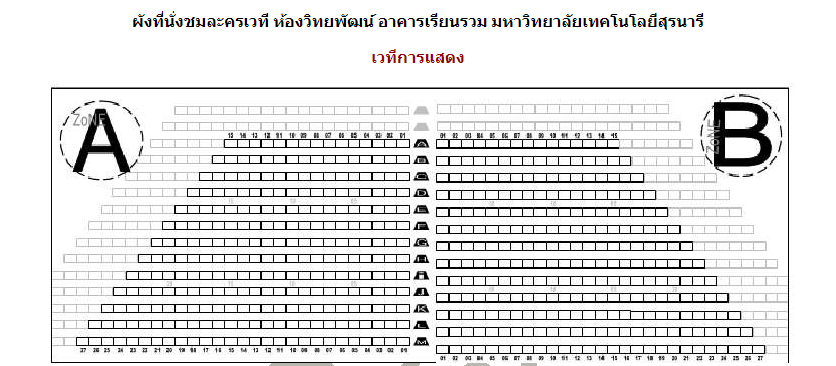 ผังที่นั่งชมละครเวที ห้องวิทยพัฒน์ อาคารเรียนรวม มหาวิทยาลัยเทคโนโลยีสุรนารี
เวทีการแสดง
ZoNE A
ZoNE B
15 14 13 12 11 10 09 08 07 06 05 04 03 02 01
01 02 03 04 05 06 07 08 09 10 11 12 13 14 15
A
B
C
D
E
F
G
H
J
K
L
M
27 26 25 24 23 22 21 20 19 18 17 16 15 14 13 12 11 10 09 08 07 06 05 04 03 02 01
01 02 03 04 05 06 07 08 09 10 11 12 13 14 15 16 17 18 19 20 21 22 23 24 25 26 27